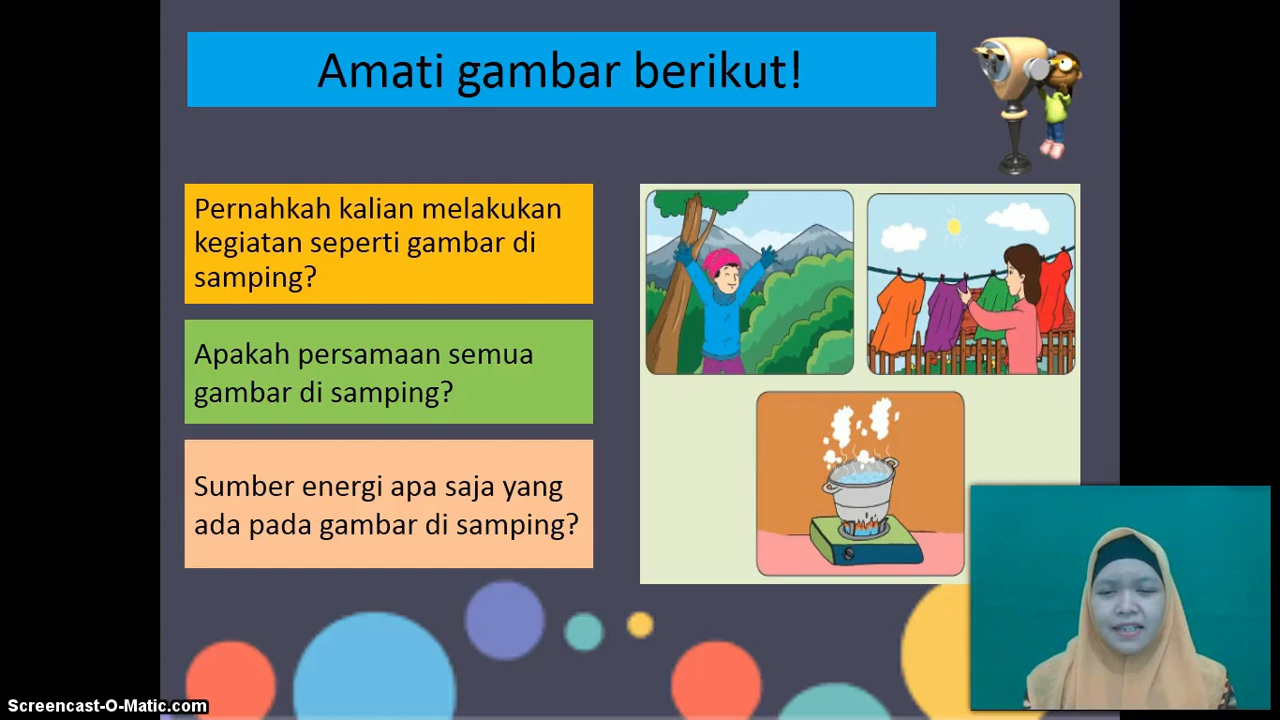 Amati gambar berikut!
Pernahkah kalian melakukan
kegiatan seperti gambar di
samping?
Apakah persamaan semua
gambar di samping?
Sumber energi apa saja yang
ada pada gambar di samping?
Screencast-O-Matic.com